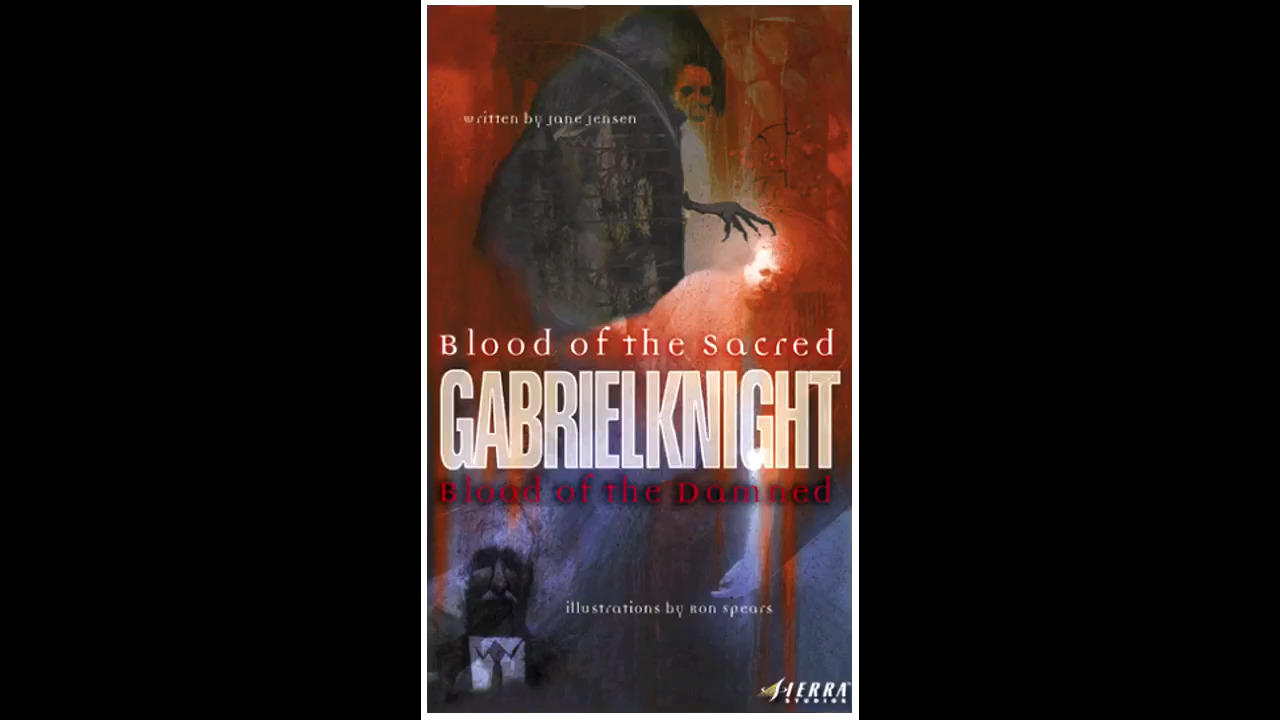 written by Jane Jensen
Blood of the Sacred
GABRIELKNIGHT
Blood of the Damned
illustrations by Ron Spears
SIERRA
STUDIOS